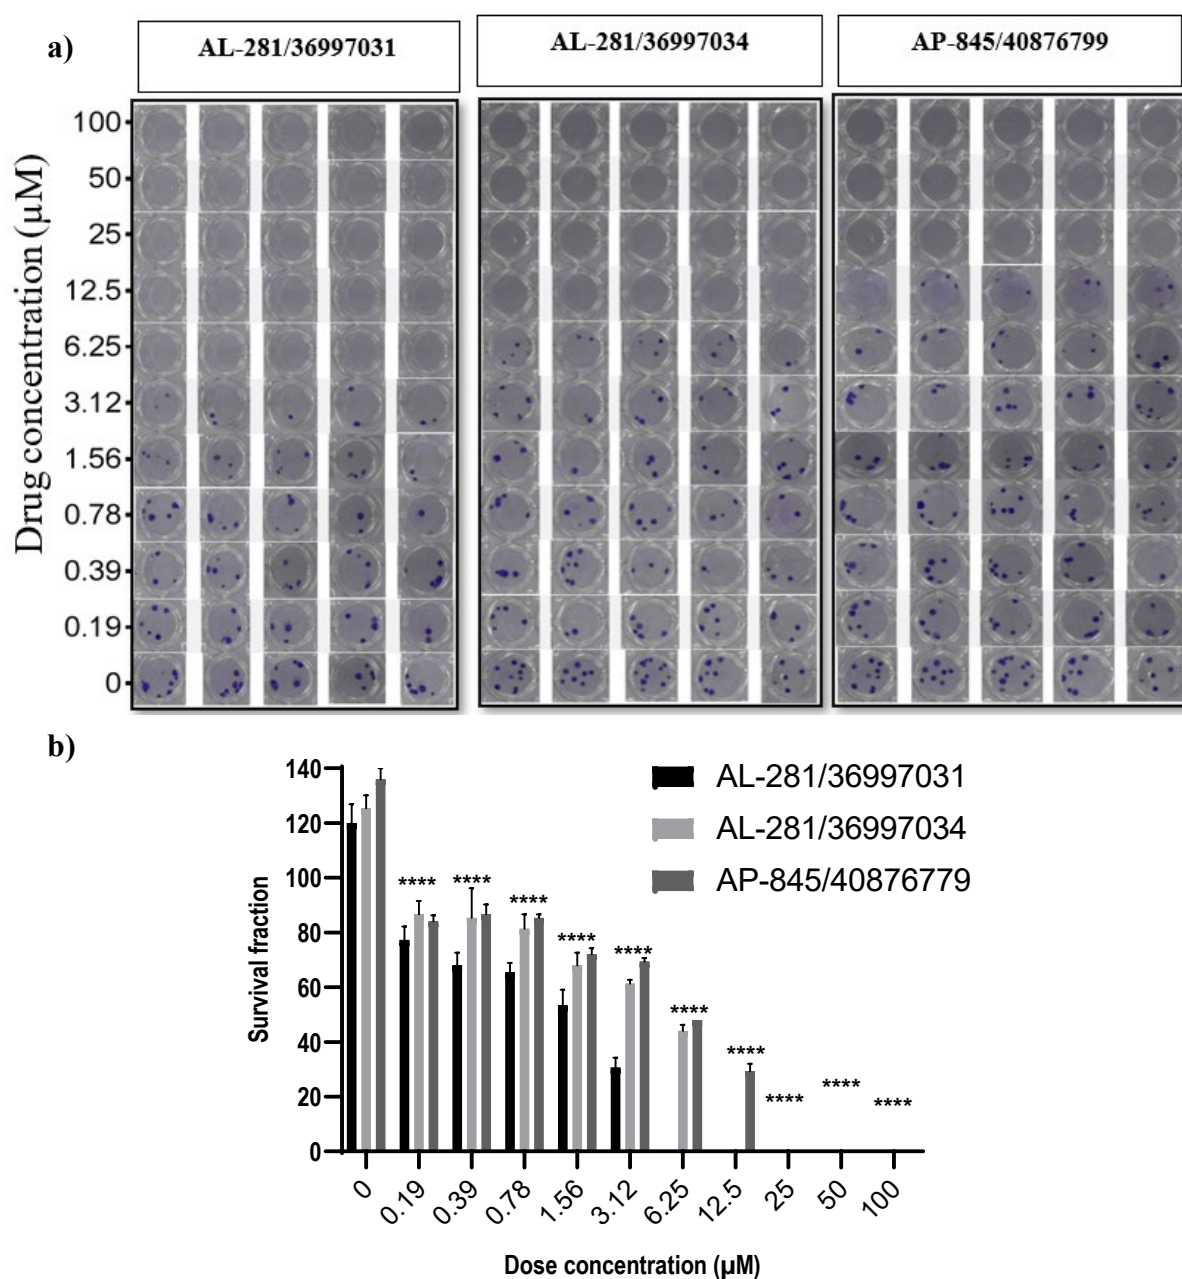 a)
AL-281/36997031
AL-281/36997034
AP-845/40876799
Drug concentration (µM)
100
50
25
12.5
6.25
3.12
1.56
0.78
0.39
0.19
0
b)
AL-281/36997031
AL-281/36997034
AP-845/40876779
Survival fraction
140
120
100
80
60
40
20
0
**** **** **** **** **** **** **** **** **** ****
0 0.19 0.39 0.78 1.56 3.12 6.25 12.5 25 50 100
Dose concentration (µM)